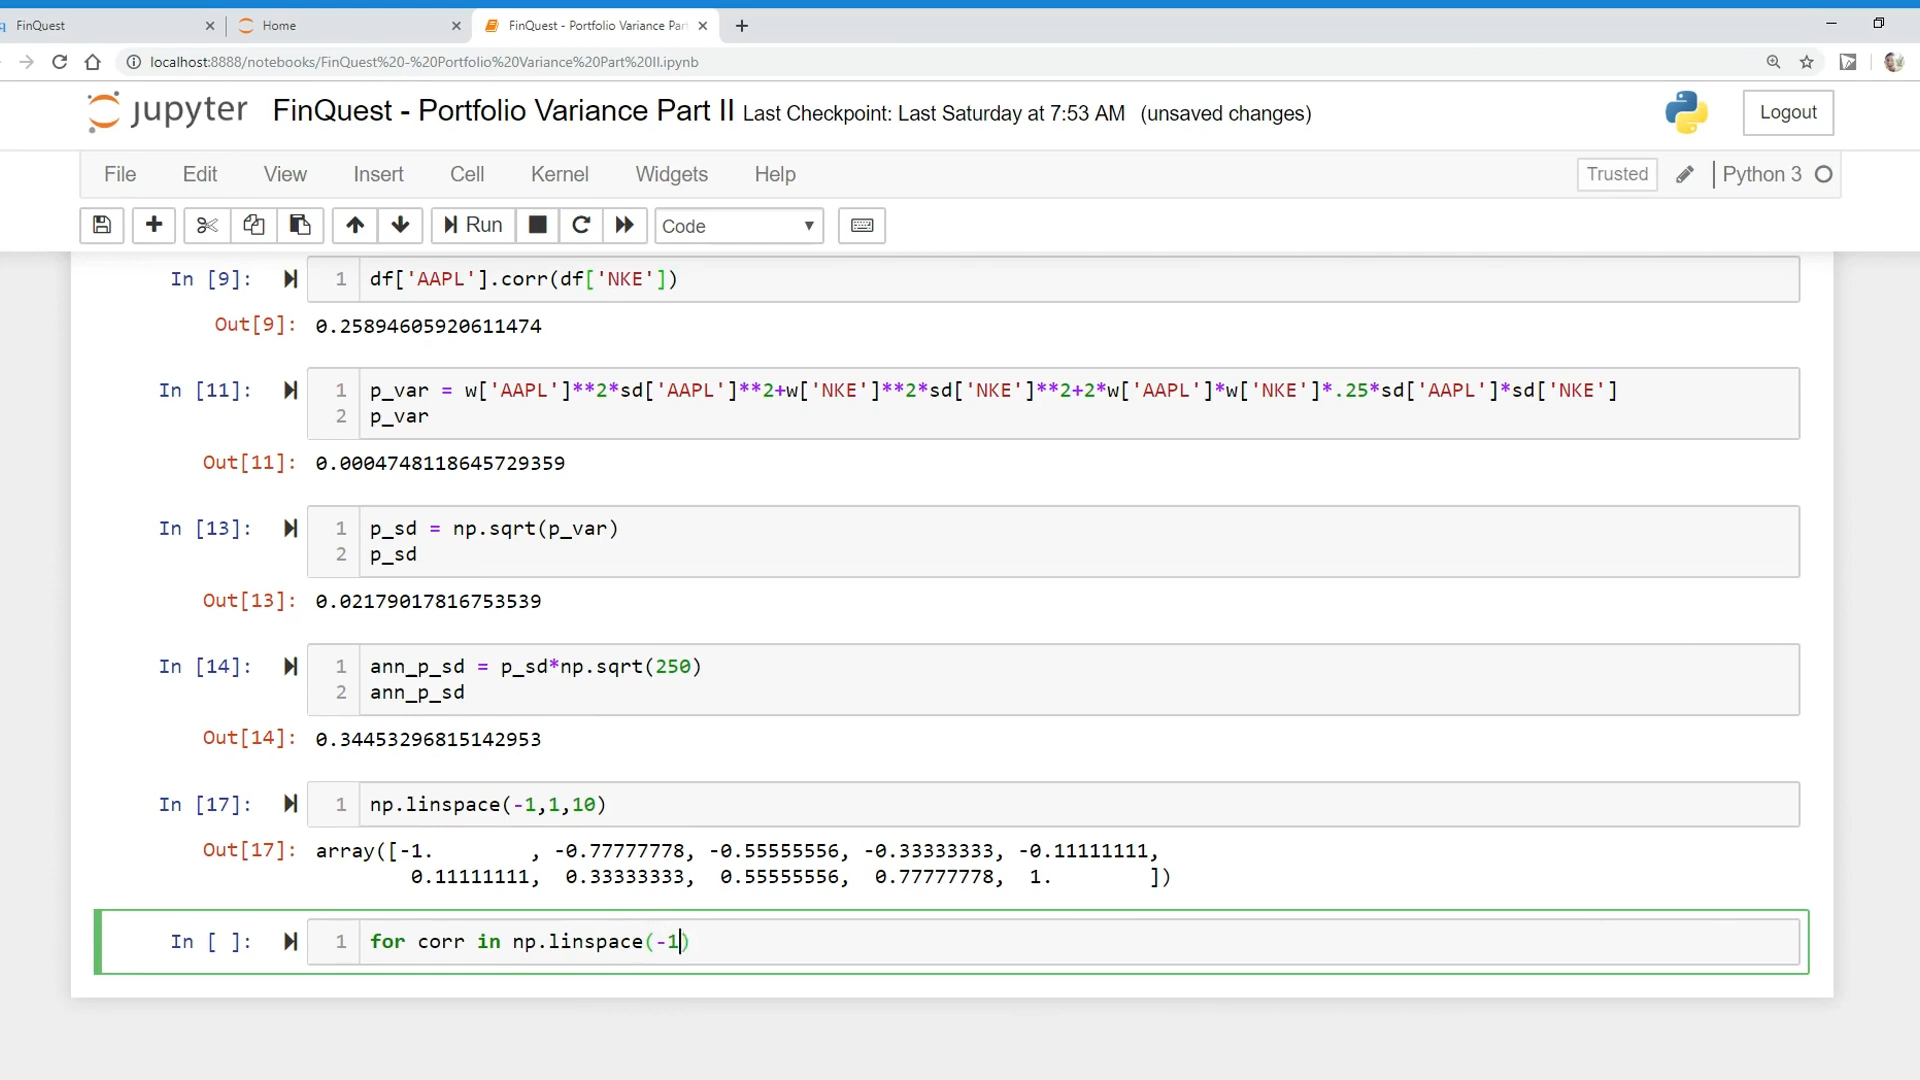 FinQuest
Home
FinQuest - Portfolio Variance Part
localhost:8888/notebooks/FinQuest%20-%20Portfolio%20Variance%20Part%20II.ipynb
jupyter FinQuest - Portfolio Variance Part II Last Checkpoint: Last Saturday at 7:53 AM (unsaved changes)
Logout
File Edit View Insert Cell Kernel Widgets Help
Trusted
Python 3
Run
Code
In [9]: 1 df['AAPL'].corr(df['NKE'])
Out[9]: 0.25894605920611474
In [11]: 1 p_var = w['AAPL']**2*sd['AAPL']**2+w['NKE']**2*sd['NKE']**2+2*w['AAPL']*w['NKE']*.25*sd['AAPL']*sd['NKE']
2 p_var
Out[11]: 0.0004748118645729359
In [13]: 1 p_sd = np.sqrt(p_var)
2 p_sd
Out[13]: 0.02179017816753539
In [14]: 1 ann_p_sd = p_sd*np.sqrt(250)
2 ann_p_sd
Out[14]: 0.34453296815142953
In [17]: 1 np.linspace(-1,1,10)
Out[17]: array([-1.        , -0.77777778, -0.55555556, -0.33333333, -0.11111111,
0.11111111,  0.33333333,  0.55555556,  0.77777778,  1.        ])
In [ ]: 1 for corr in np.linspace(-1)